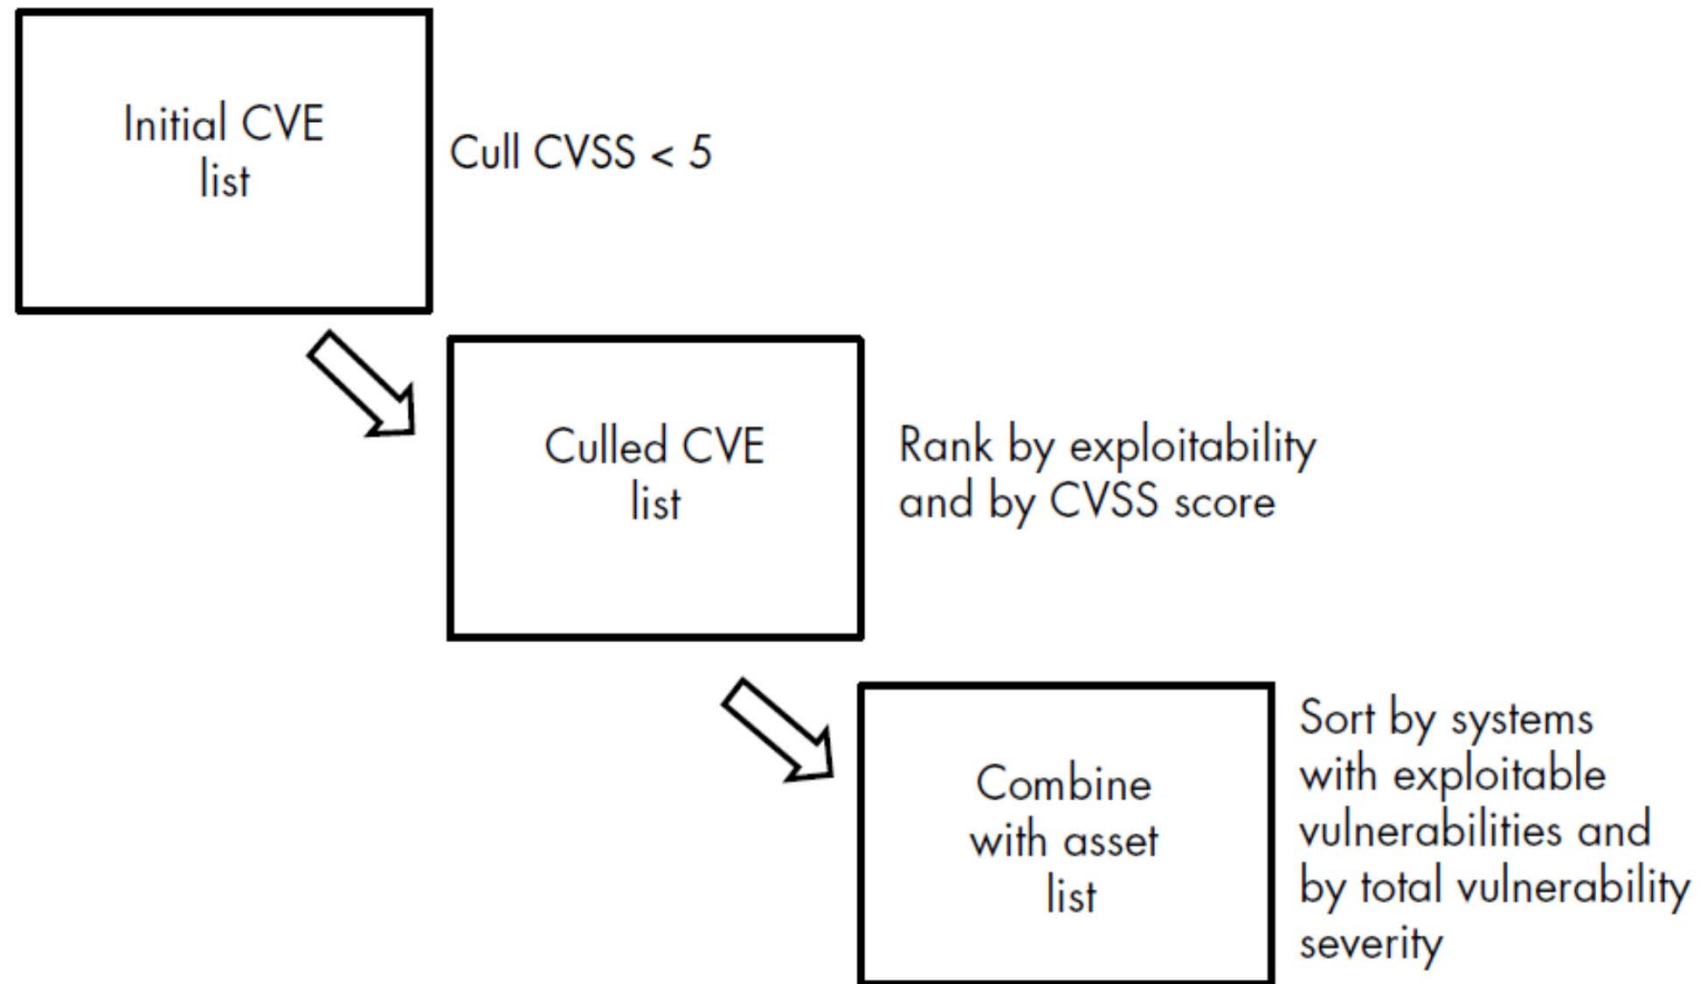 Initial CVE
list
Cull CVSS < 5
Culled CVE
list
Rank by exploitability
and by CVSS score
Combine
with asset
list
Sort by systems
with exploitable
vulnerabilities and
by total vulnerability
severity